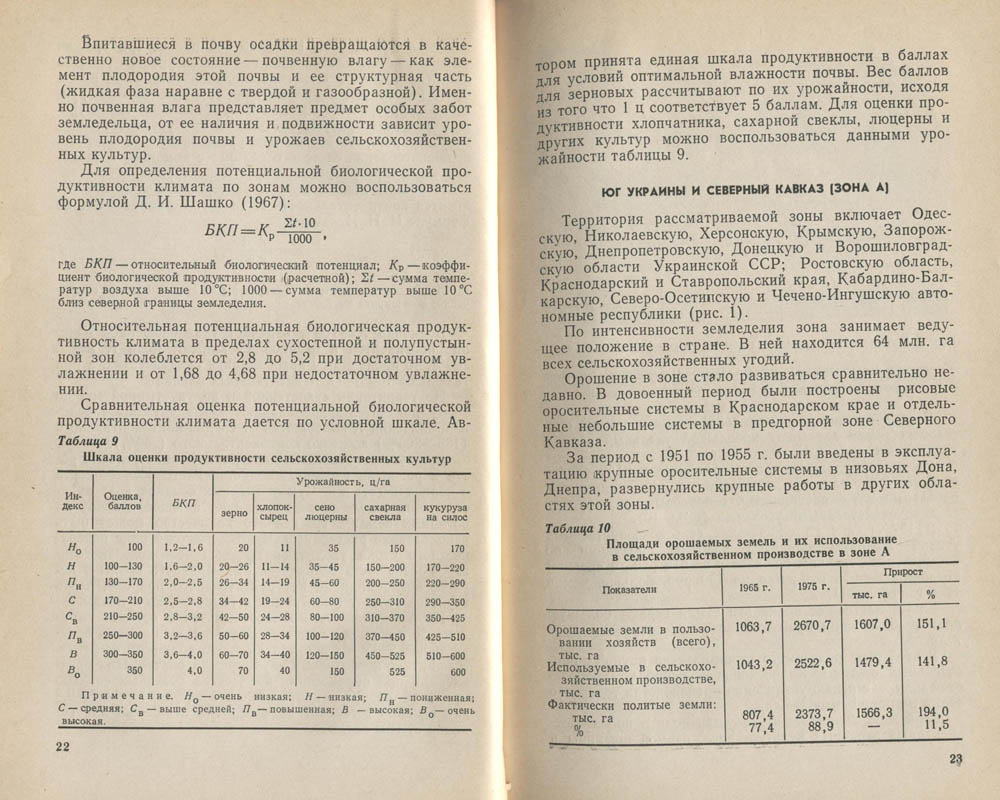 Впитавшиеся в почву осадки превращаются в каче-
ственно новое состояние — почвенную влагу — как эле-
мент плодородия этой почвы и ее структурная часть
(жидкая фаза наравне с твердой и газообразной). Имен-
но почвенная влага представляет предмет особых забот
земледельца, от ее наличия и подвижности зависит уро-
вень плодородия почвы и урожаев сельскохозяйствен-
ных культур.
Для определения потенциальной биологической про-
дуктивности климата по зонам можно воспользоваться
формулой Д. И. Шашко (1967):
БКП = Kр Σt·10 / 1000 ,
где БКП — относительный биологический потенциал; Kр — коэффи-
циент биологической продуктивности (расчетной); Σt — сумма темпе-
ратур воздуха выше 10 °С; 1000 — сумма температур выше 10 °С
близ северной границы земледелия.
Относительная потенциальная биологическая продук-
тивность климата в пределах сухостепной и полупустын-
ной зон колеблется от 2,8 до 5,2 при достаточном ув-
лажнении и от 1,68 до 4,68 при недостаточном увлажне-
нии.
Сравнительная оценка потенциальной биологической
продуктивности климата дается по условной шкале. Ав-
Таблица 9
Шкала оценки продуктивности сельскохозяйственных культур
Ин-декс | Оценка, баллов | БКП | Урожайность, ц/га
зерно | хлопок-сырец | сено люцерны | сахарная свекла | кукуруза на силос
Но 100 1,2—1,6 20 11 35 150 170
Н 100—130 1,6—2,0 20—26 11—14 35—45 150—200 170—220
Пн 130—170 2,0—2,5 26—34 14—19 45—60 200—250 220—290
С 170—210 2,5—2,8 34—42 19—24 60—80 250—310 290—350
Св 210—250 2,8—3,2 42—50 24—28 80—100 310—370 350—425
Пв 250—300 3,2—3,6 50—60 28—34 100—120 370—450 425—510
В 300—350 3,6—4,0 60—70 34—40 120—150 450—525 510—600
Во 350 4,0 70 40 150 525 600
Примечание. Но — очень низкая; Н — низкая; Пн — пониженная;
С — средняя; Св — выше средней; Пв — повышенная; В — высокая; Во — очень
высокая.
22
тором принята единая шкала продуктивности в баллах
для условий оптимальной влажности почвы. Вес баллов
для зерновых рассчитывают по их урожайности, исходя
из того что 1 ц соответствует 5 баллам. Для оценки про-
дуктивности хлопчатника, сахарной свеклы, люцерны и
других культур можно воспользоваться данными уро-
жайности таблицы 9.
ЮГ УКРАИНЫ И СЕВЕРНЫЙ КАВКАЗ (ЗОНА А)
Территория рассматриваемой зоны включает Одес-
скую, Николаевскую, Херсонскую, Крымскую, Запорож-
скую, Днепропетровскую, Донецкую и Ворошиловград-
скую области Украинской ССР; Ростовскую область,
Краснодарский и Ставропольский края, Кабардино-Бал-
карскую, Северо-Осетинскую и Чечено-Ингушскую авто-
номные республики (рис. 1).
По интенсивности земледелия зона занимает веду-
щее положение в стране. В ней находится 64 млн. га
всех сельскохозяйственных угодий.
Орошение в зоне стало развиваться сравнительно не-
давно. В довоенный период были построены рисовые
оросительные системы в Краснодарском крае и отдель-
ные небольшие системы в предгорной зоне Северного
Кавказа.
За период с 1951 по 1955 г. были введены в эксплуа-
тацию крупные оросительные системы в низовьях Дона,
Днепра, развернулись крупные работы в других обла-
стях этой зоны.
Таблица 10
Площади орошаемых земель и их использование
в сельскохозяйственном производстве в зоне А
Показатели | 1965 г. | 1975 г. | Прирост
тыс. га | %
Орошаемые земли в пользо- 1063,7 2670,7 1607,0 151,1
вании хозяйств (всего),
тыс. га
Используемые в сельскохо- 1043,2 2522,6 1479,4 141,8
зяйственном производстве,
тыс. га
Фактически политые земли:
тыс. га 807,4 2373,7 1566,3 194,0
% 77,4 88,9 — 11,5
23